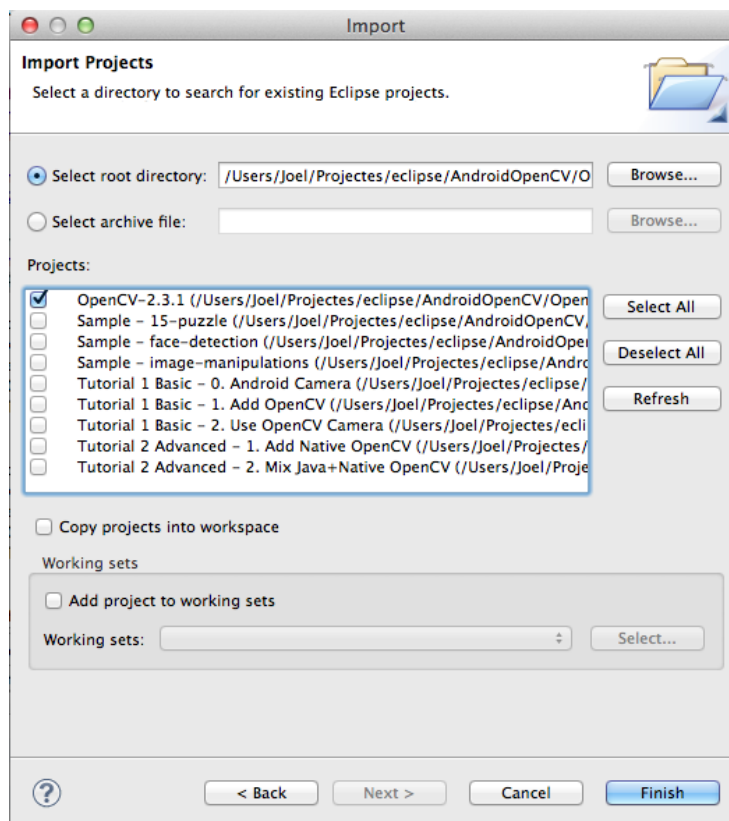 Import
Import Projects
Select a directory to search for existing Eclipse projects.
Select root directory: /Users/Joel/Projectes/eclipse/AndroidOpenCV/O Browse...
Select archive file: Browse...
Projects:
OpenCV-2.3.1 (/Users/Joel/Projectes/eclipse/AndroidOpenCV/Open
Sample - 15-puzzle (/Users/Joel/Projectes/eclipse/AndroidOpenCV/
Sample - face-detection (/Users/Joel/Projectes/eclipse/AndroidOpen
Sample - image-manipulations (/Users/Joel/Projectes/eclipse/Andro
Tutorial 1 Basic - 0. Android Camera (/Users/Joel/Projectes/eclipse/
Tutorial 1 Basic - 1. Add OpenCV (/Users/Joel/Projectes/eclipse/And
Tutorial 1 Basic - 2. Use OpenCV Camera (/Users/Joel/Projectes/ecli
Tutorial 2 Advanced - 1. Add Native OpenCV (/Users/Joel/Projectes/
Tutorial 2 Advanced - 2. Mix Java+Native OpenCV (/Users/Joel/Proje
Select All
Deselect All
Refresh
Copy projects into workspace
Working sets
Add project to working sets
Working sets: Select...
? < Back Next > Cancel Finish